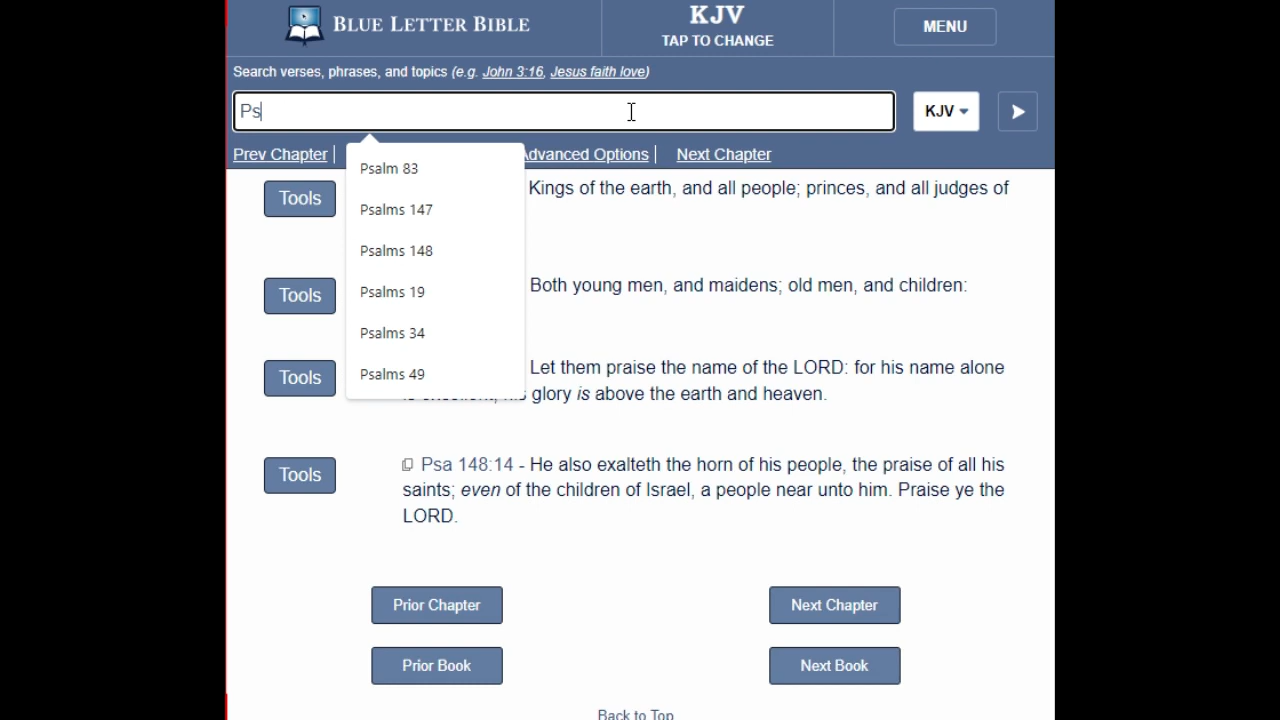 BLUE LETTER BIBLE
KJV
TAP TO CHANGE
MENU
Search verses, phrases, and topics (e.g. John 3:16, Jesus faith love)
Ps
KJV
Prev Chapter
Advanced Options
Next Chapter
Psalm 83
Psalms 147
Psalms 148
Psalms 19
Psalms 34
Psalms 49
Tools
Kings of the earth, and all people; princes, and all judges of
Tools
Both young men, and maidens; old men, and children:
Tools
Let them praise the name of the LORD: for his name alone
glory is above the earth and heaven.
Tools
Psa 148:14 - He also exalteth the horn of his people, the praise of all his
saints; even of the children of Israel, a people near unto him. Praise ye the
LORD.
Prior Chapter
Next Chapter
Prior Book
Next Book
Back to Top